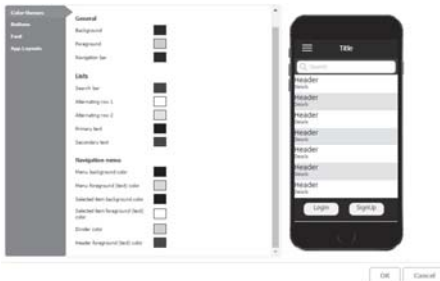 Color themes
Buttons
Font
App Layouts
General
Background
Foreground
Navigation bar
Lists
Search bar
Alternating row 1
Alternating row 2
Primary text
Secondary text
Navigation menu
Menu background color
Menu foreground (text) color
Selected item background color
Selected item foreground (text)
color
Divider color
Header foreground (text) color
Title
Search
Header
Details
Header
Details
Header
Details
Header
Details
Header
Details
Header
Details
Header
Details
Login
SignUp
OK
Cancel